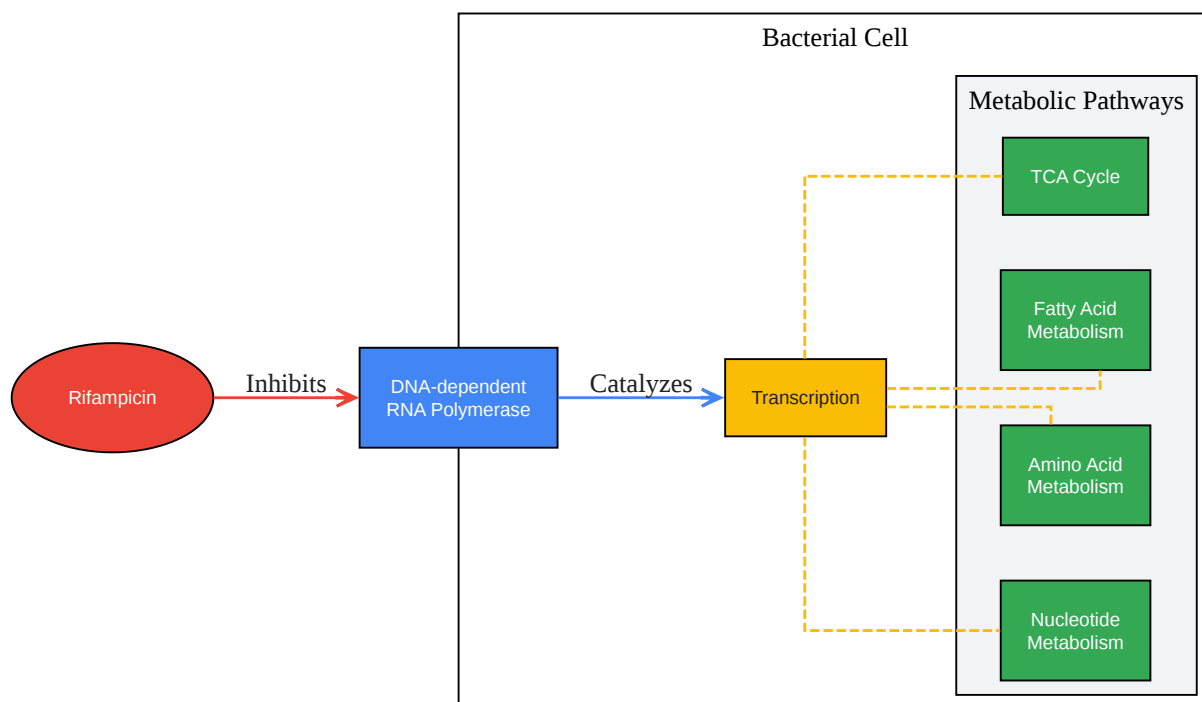 Bacterial Cell
Metabolic Pathways
TCA Cycle
Fatty Acid
Metabolism
Rifampicin
Inhibits
DNA-dependent
RNA Polymerase
Catalyzes
Transcription
Amino Acid
Metabolism
Nucleotide
Metabolism